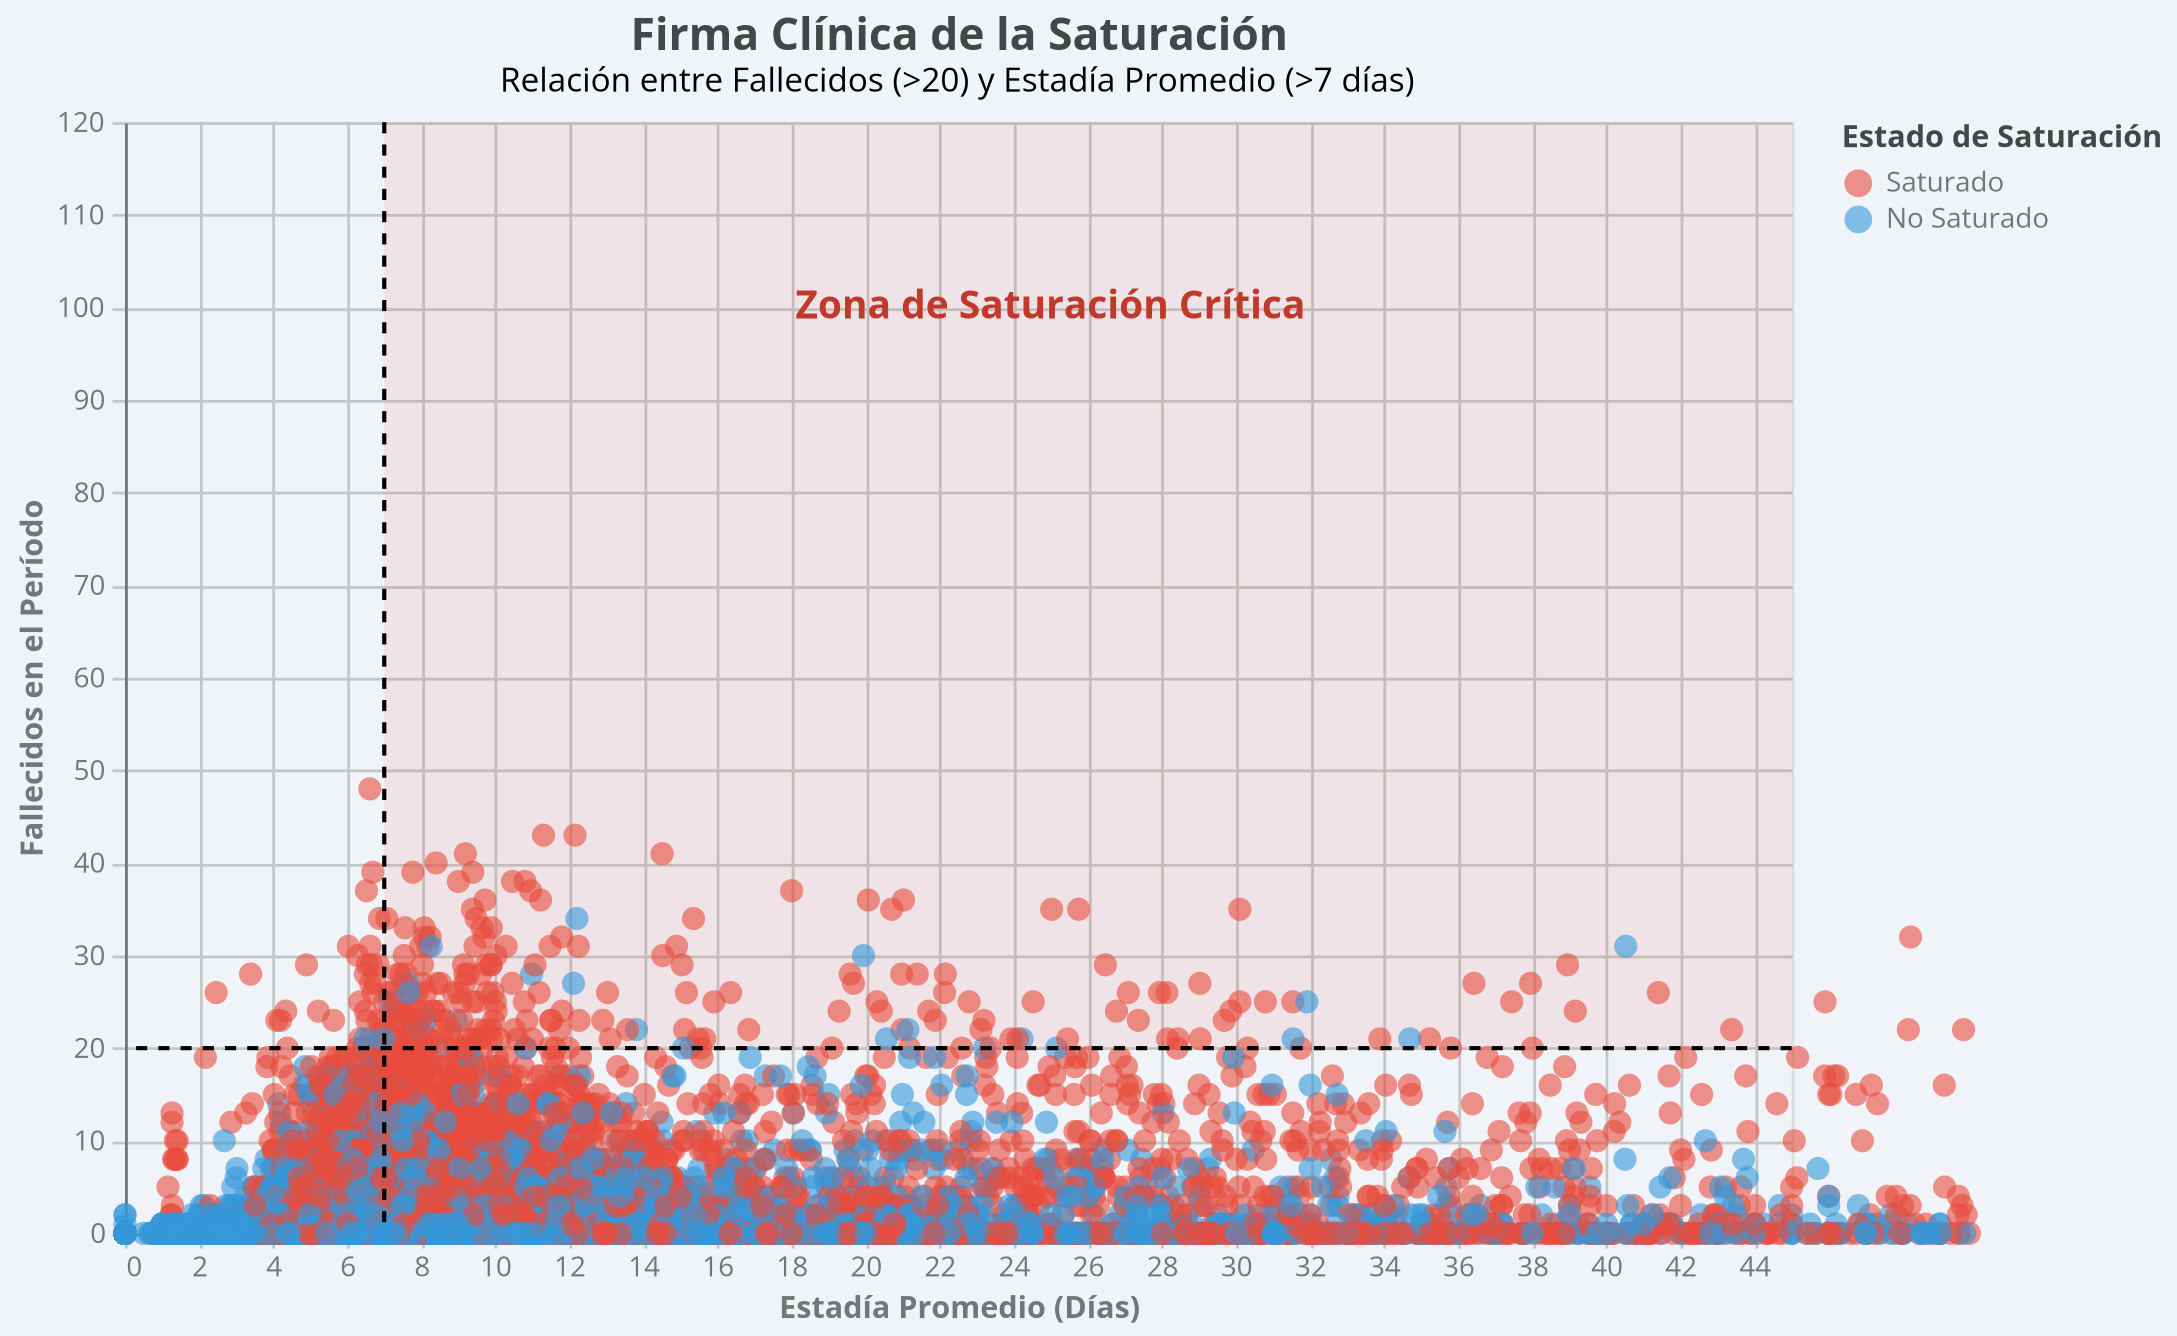 Firma Clínica de la Saturación
Relación entre Fallecidos (>20) y Estadía Promedio (>7 días)
Estado de Saturación
Saturado
No Saturado
Zona de Saturación Crítica
Fallecidos en el Período
120
110
100
90
80
70
60
50
40
30
20
10
0
0 2 4 6 8 10 12 14 16 18 20 22 24 26 28 30 32 34 36 38 40 42 44
Estadía Promedio (Días)